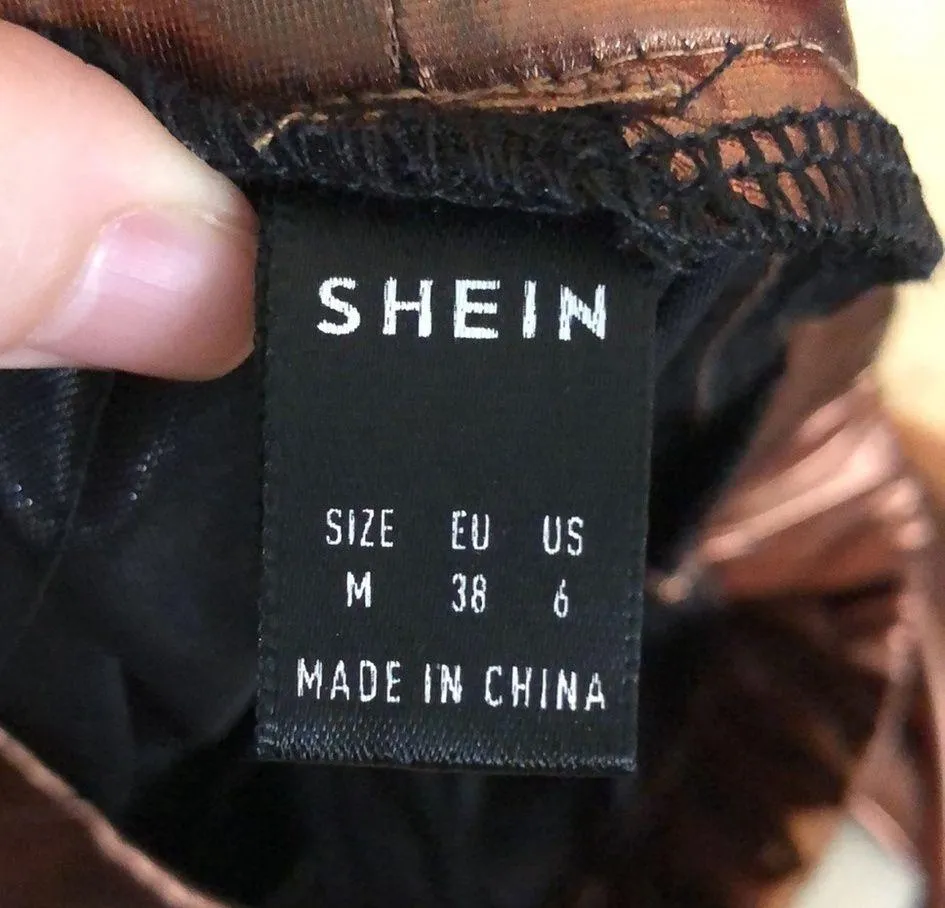 SHEIN
SIZE EU US
M 38 6
MADE IN CHINA